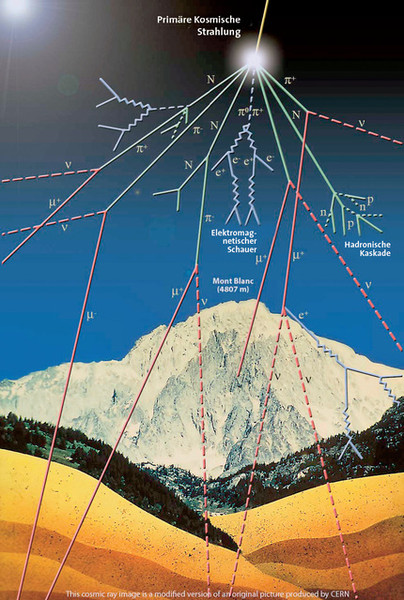 Primäre Kosmische
Strahlung
N
π⁺
N
π⁰
π⁺
N
π⁻
π⁺
N
ν
ν
e⁺
e⁻
e⁻
e⁺
μ⁺
ν
π⁻
n
p
n
p
Elektromag-
netischer
Schauer
Hadronische
Kaskade
μ⁺
ν
Mont Blanc
(4807 m)
μ⁺
ν
μ⁻
e⁺
ν
ν
This cosmic ray image is a modified version of an original picture produced by CERN